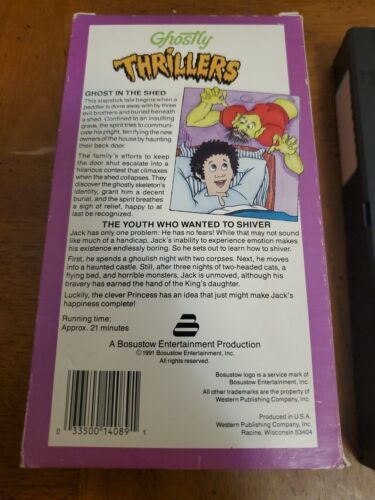 Ghostly
THRILLERS
GHOST IN THE SHED
This slapstick tale begins when a
peddler is done away with by three
evil brothers and buried beneath
a shed. Confined to an insulting
grave, the spirit tries to communi-
cate his plight, terrifying the new
owners of the house by haunting
their back door.
The family's efforts to keep
the door shut escalate into a
hilarious contest that climaxes
when the shed collapses. They
discover the ghostly skeleton's
identity, grant him a decent
burial, and the spirit breathes
a sigh of relief, happy to at
last be recognized.
THE YOUTH WHO WANTED TO SHIVER
Jack has only one problem: He has no fears! While that may not sound
like much of a handicap, Jack's inability to experience emotion makes
his existence endlessly boring. So he sets out to learn how to shiver.
First, he spends a ghoulish night with two corpses. Next, he moves
into a haunted castle. Still, after three nights of two-headed cats, a
flying bed, and horrible monsters, Jack is unmoved, although his
bravery has earned the hand of the King's daughter.
Luckily, the clever Princess has an idea that just might make Jack's
happiness complete!
Running time:
Approx. 21 minutes
A Bosustow Entertainment Production
©1991 Bosustow Entertainment, Inc.
All rights reserved.
Bosustow logo is a service mark of
Bosustow Entertainment, Inc.
All other trademarks are the property of
Western Publishing Company, Inc.
Produced in U.S.A.
Western Publishing Company, Inc.
Racine, Wisconsin 53404
0 33500 14089 1